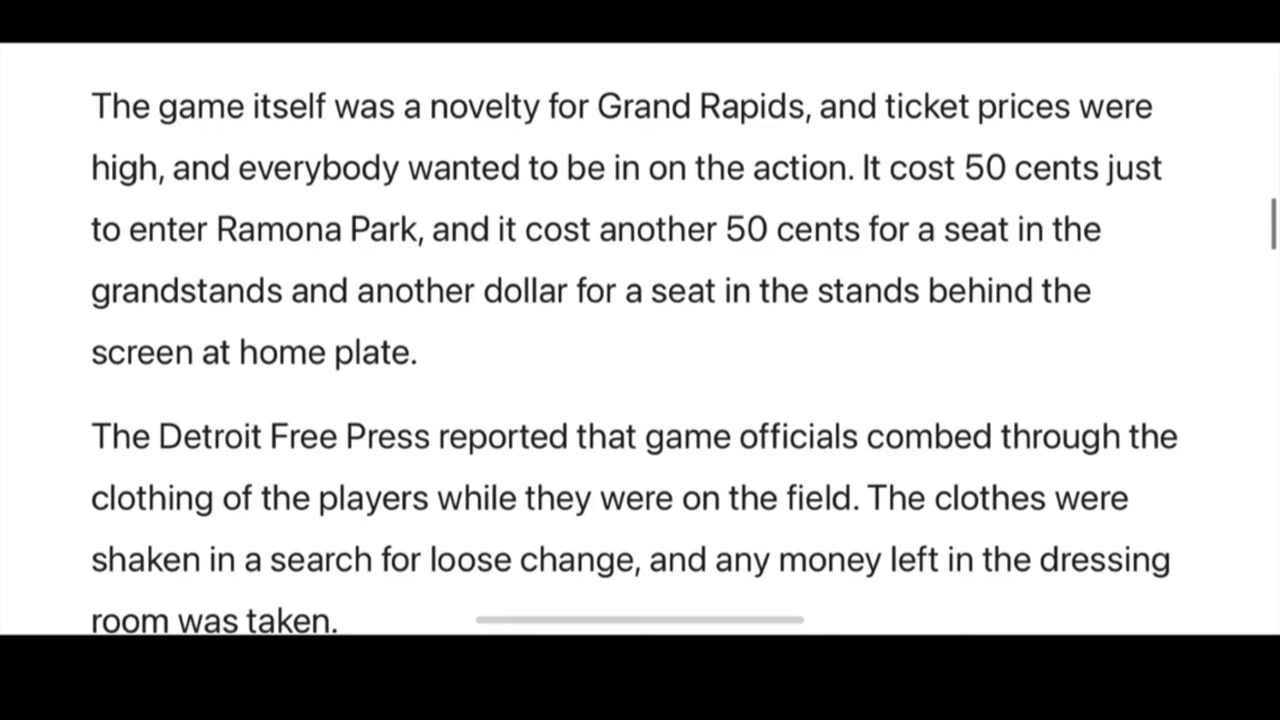 The game itself was a novelty for Grand Rapids, and ticket prices were
high, and everybody wanted to be in on the action. It cost 50 cents just
to enter Ramona Park, and it cost another 50 cents for a seat in the
grandstands and another dollar for a seat in the stands behind the
screen at home plate.
The Detroit Free Press reported that game officials combed through the
clothing of the players while they were on the field. The clothes were
shaken in a search for loose change, and any money left in the dressing
room was taken.